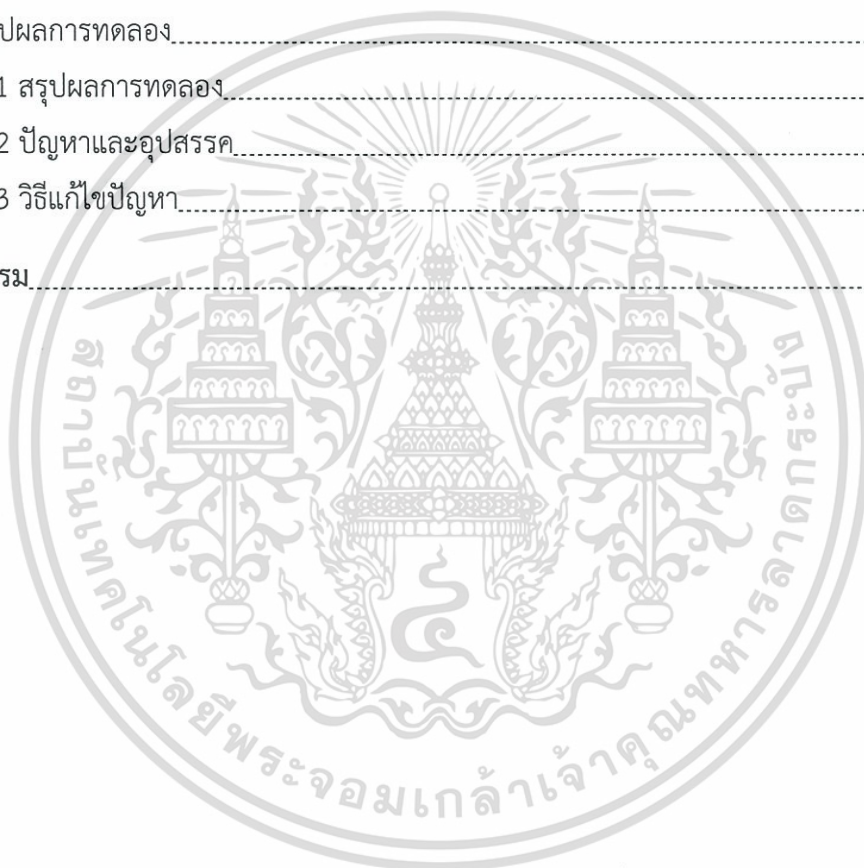 ปผลการทดลอง
1 สรุปผลการทดลอง
2 ปัญหาและอุปสรรค
3 วิธีแก้ไขปัญหา
รม
สถาบันเทคโนโลยีพระจอมเกล้าเจ้าคุณทหารลาดกระบัง
๔